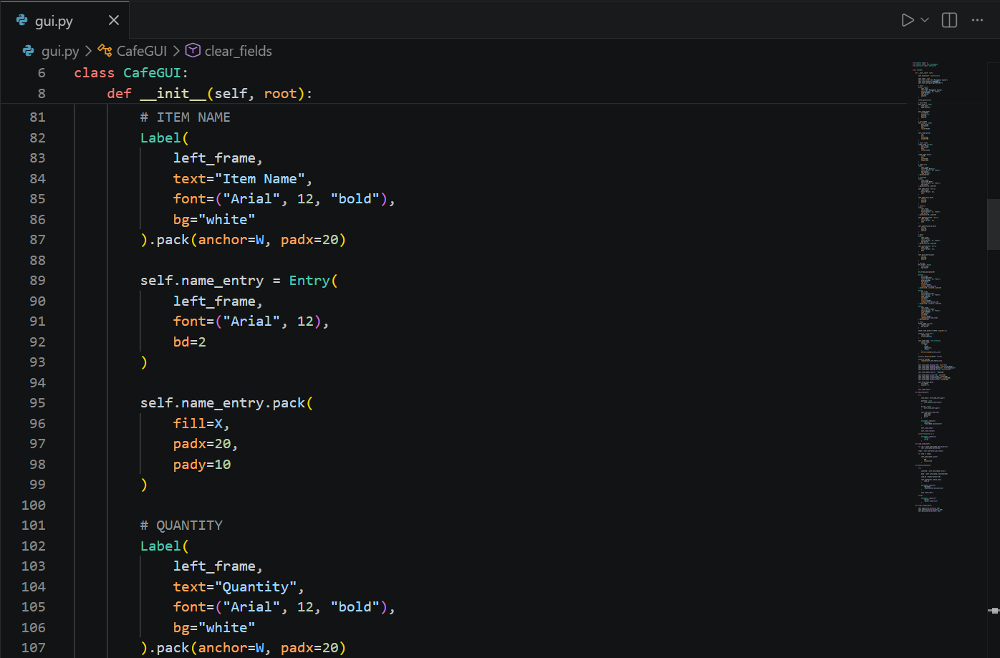 gui.py
gui.py > CafeGUI > clear_fields
6 class CafeGUI:
8     def __init__(self, root):
81         # ITEM NAME
82         Label(
83             left_frame,
84             text="Item Name",
85             font=("Arial", 12, "bold"),
86             bg="white"
87         ).pack(anchor=W, padx=20)
88
89         self.name_entry = Entry(
90             left_frame,
91             font=("Arial", 12),
92             bd=2
93         )
94
95         self.name_entry.pack(
96             fill=X,
97             padx=20,
98             pady=10
99         )
100
101         # QUANTITY
102         Label(
103             left_frame,
104             text="Quantity",
105             font=("Arial", 12, "bold"),
106             bg="white"
107         ).pack(anchor=W, padx=20)